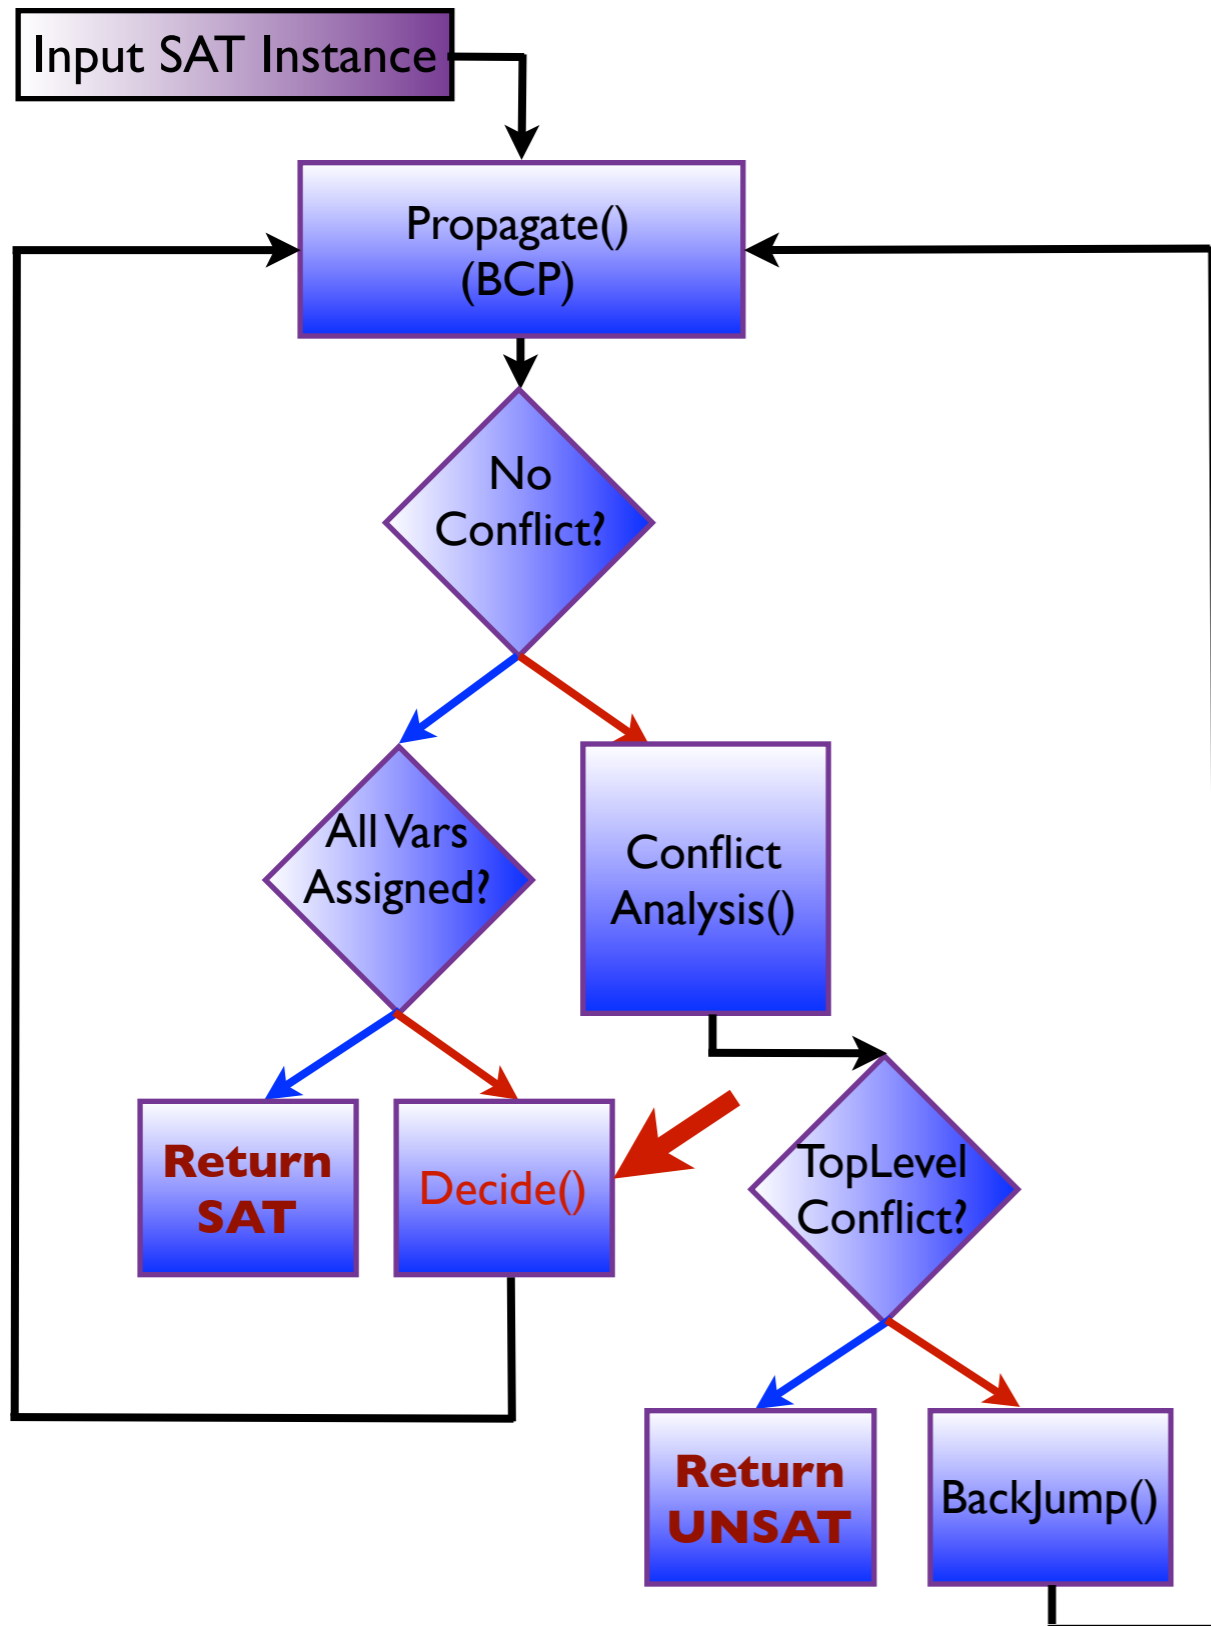 Input SAT Instance
Propagate()
(BCP)
No
Conflict?
All Vars
Assigned?
Conflict
Analysis()
Return
SAT
Decide()
TopLevel
Conflict?
Return
UNSAT
BackJump()